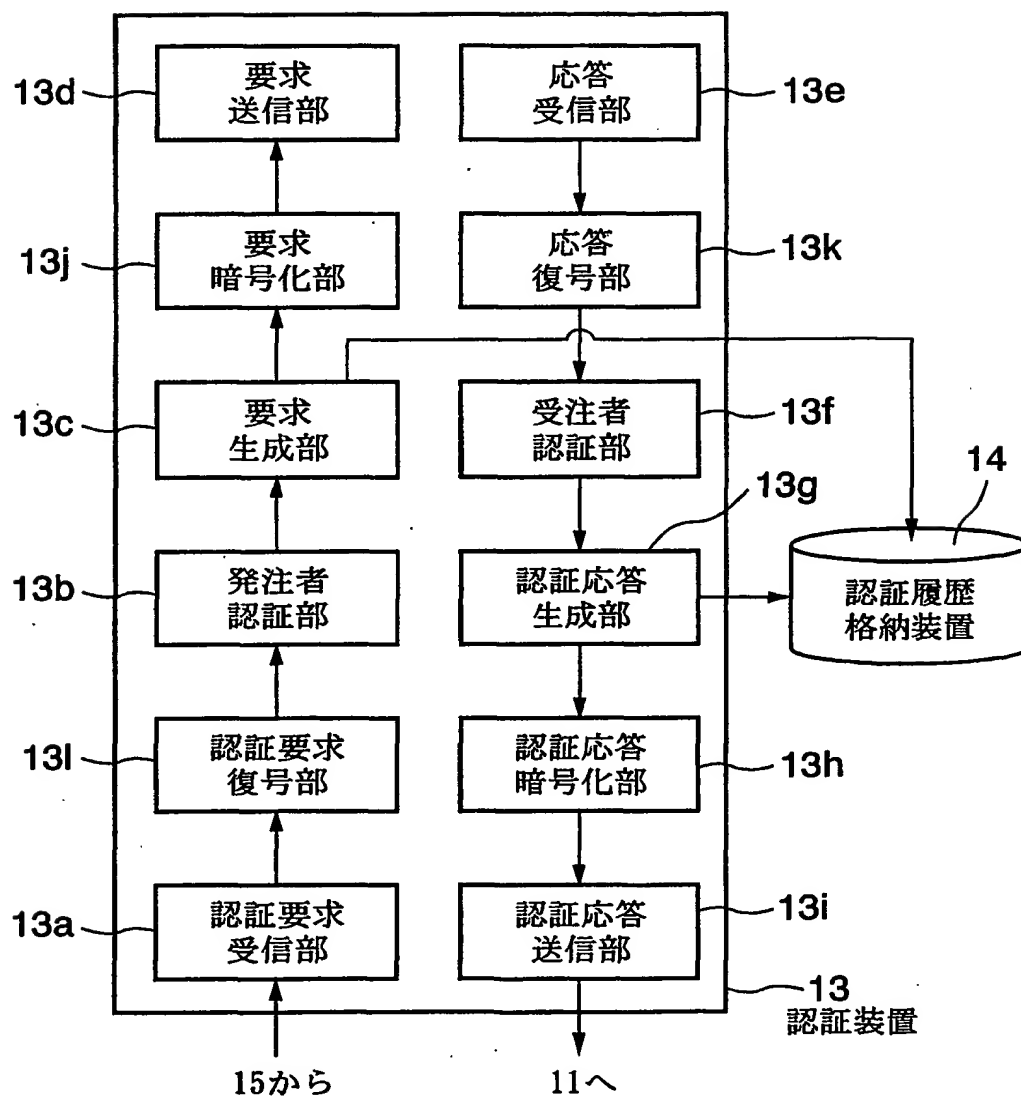 13d
要求
送信部
応答
受信部
13e
13j
要求
暗号化部
応答
復号部
13k
13c
要求
生成部
受注者
認証部
13f
13g
14
13b
発注者
認証部
認証応答
生成部
認証履歴
格納装置
13l
認証要求
復号部
認証応答
暗号化部
13h
13a
認証要求
受信部
認証応答
送信部
13i
13
認証装置
15から
11へ